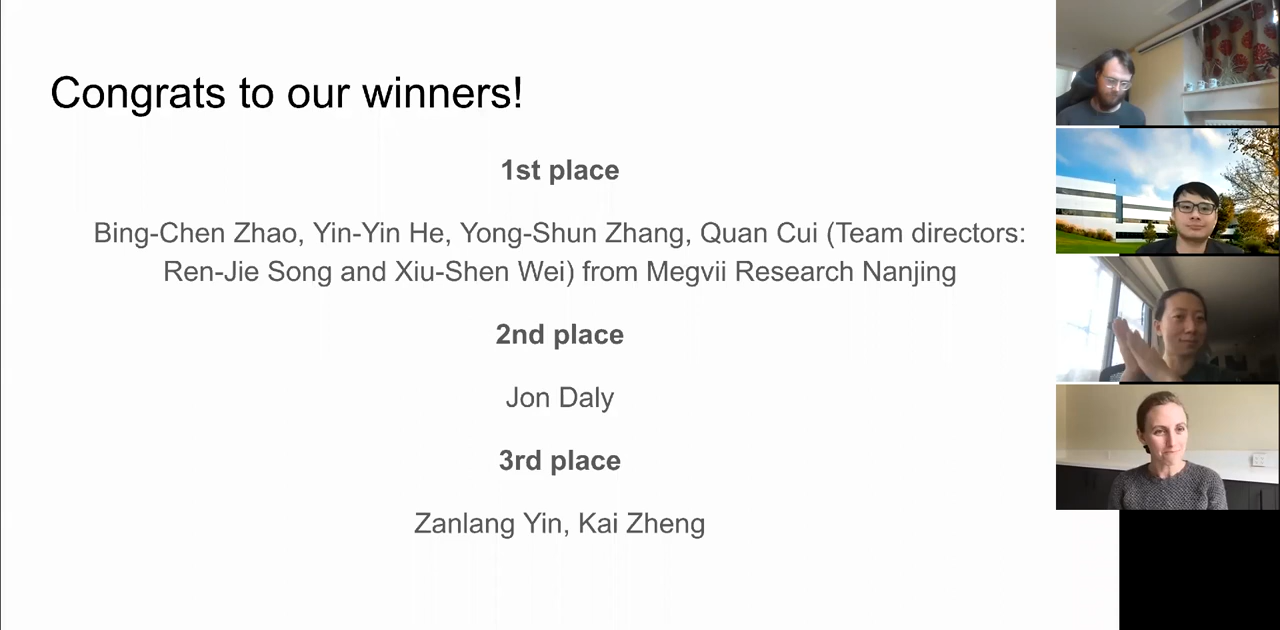 Congrats to our winners!
1st place
Bing-Chen Zhao, Yin-Yin He, Yong-Shun Zhang, Quan Cui (Team directors:
Ren-Jie Song and Xiu-Shen Wei) from Megvii Research Nanjing
2nd place
Jon Daly
3rd place
Zanlang Yin, Kai Zheng